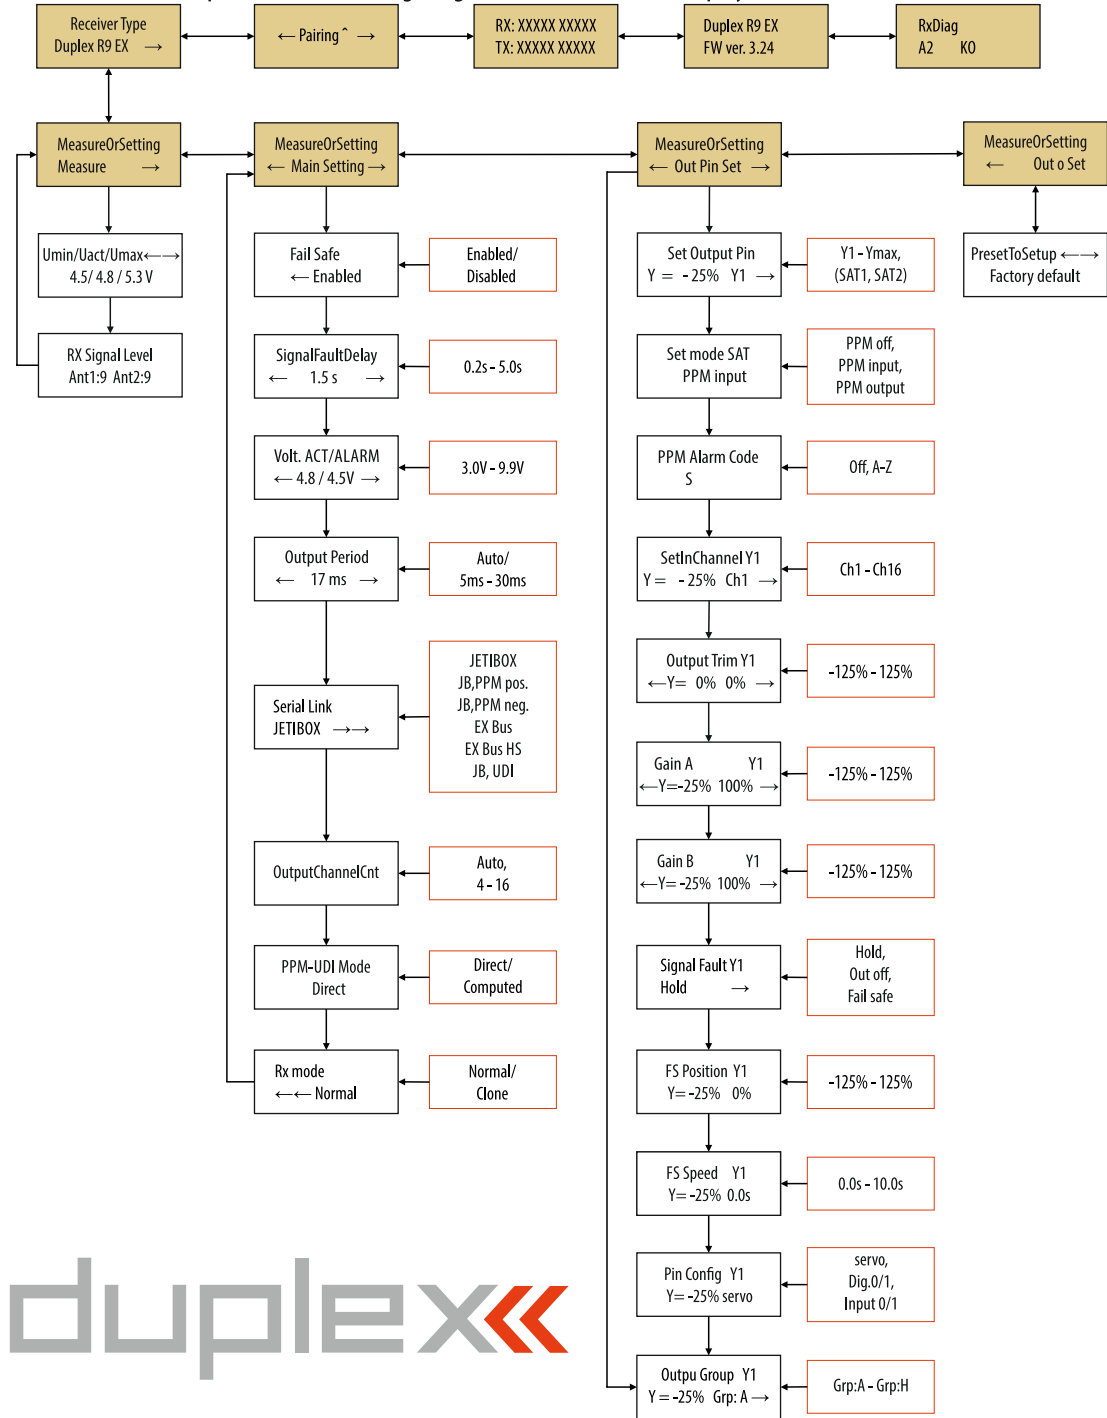 Receiver Type
Duplex R9 EX →
← Pairing ˆ →
RX: XXXXX XXXXX
TX: XXXXX XXXXX
Duplex R9 EX
FW ver. 3.24
RxDiag
A2 K0
MeasureOrSetting
Measure →
MeasureOrSetting
← Main Setting →
MeasureOrSetting
← Out Pin Set →
MeasureOrSetting
← Out o Set
Umin/Uact/Umax←→
4.5/ 4.8 / 5.3 V
RX Signal Level
Ant1:9 Ant2:9
Fail Safe
← Enabled
Enabled/
Disabled
SignalFaultDelay
← 1.5 s →
0.2s - 5.0s
Volt. ACT/ALARM
← 4.8 / 4.5V →
3.0V - 9.9V
Output Period
← 17 ms →
Auto/
5ms - 30ms
Serial Link
JETIBOX →→
JETIBOX
JB,PPM pos.
JB,PPM neg.
EX Bus
EX Bus HS
JB, UDI
OutputChannelCnt
Auto,
4 - 16
PPM-UDI Mode
Direct
Direct/
Computed
Rx mode
←← Normal
Normal/
Clone
Set Output Pin
Y = -25% Y1 →
Y1 - Ymax,
(SAT1, SAT2)
Set mode SAT
PPM input
PPM off,
PPM input,
PPM output
PPM Alarm Code
S
Off, A-Z
SetInChannel Y1
Y = -25% Ch1 →
Ch1 - Ch16
Output Trim Y1
←Y= 0% 0% →
-125% - 125%
Gain A Y1
←Y=-25% 100% →
-125% - 125%
Gain B Y1
←Y= -25% 100% →
-125% - 125%
Signal Fault Y1
Hold →
Hold,
Out off,
Fail safe
FS Position Y1
Y= -25% 0%
-125% - 125%
FS Speed Y1
Y= -25% 0.0s
0.0s - 10.0s
Pin Config Y1
Y= -25% servo
servo,
Dig.0/1,
Input 0/1
Outpu Group Y1
Y = -25% Grp: A →
Grp:A - Grp:H
PresetToSetup ←→
Factory default
duplex